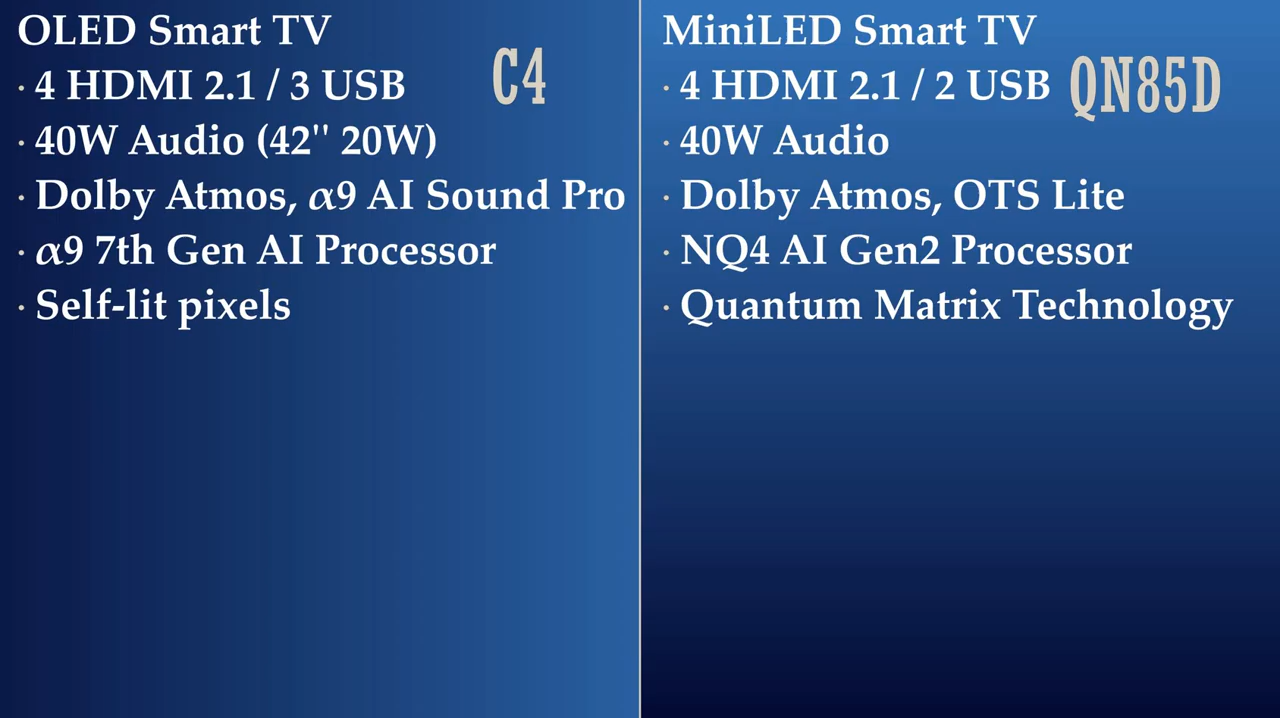 OLED Smart TV
· 4 HDMI 2.1 / 3 USB
C4
· 40W Audio (42" 20W)
· Dolby Atmos, α9 AI Sound Pro
· α9 7th Gen AI Processor
· Self-lit pixels
MiniLED Smart TV
· 4 HDMI 2.1 / 2 USB
QN85D
· 40W Audio
· Dolby Atmos, OTS Lite
· NQ4 AI Gen2 Processor
· Quantum Matrix Technology